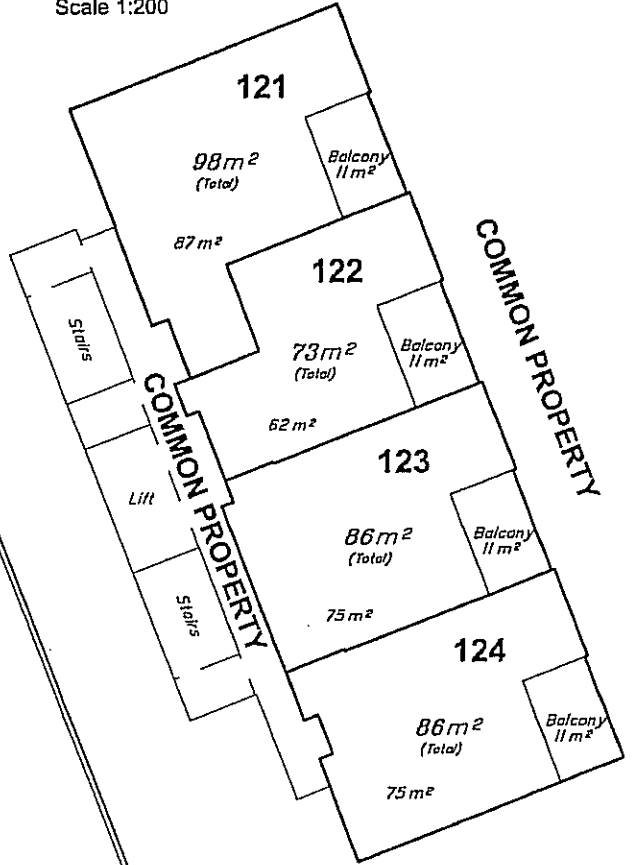 Scale 1:200
121
98m²
(Total)
Balcony
11m²
87m²
122
73m²
(Total)
Balcony
11m²
62m²
COMMON PROPERTY
Stairs
COMMON PROPERTY
123
86m²
(Total)
Balcony
11m²
75m²
Lift
Stairs
124
86m²
(Total)
Balcony
11m²
75m²